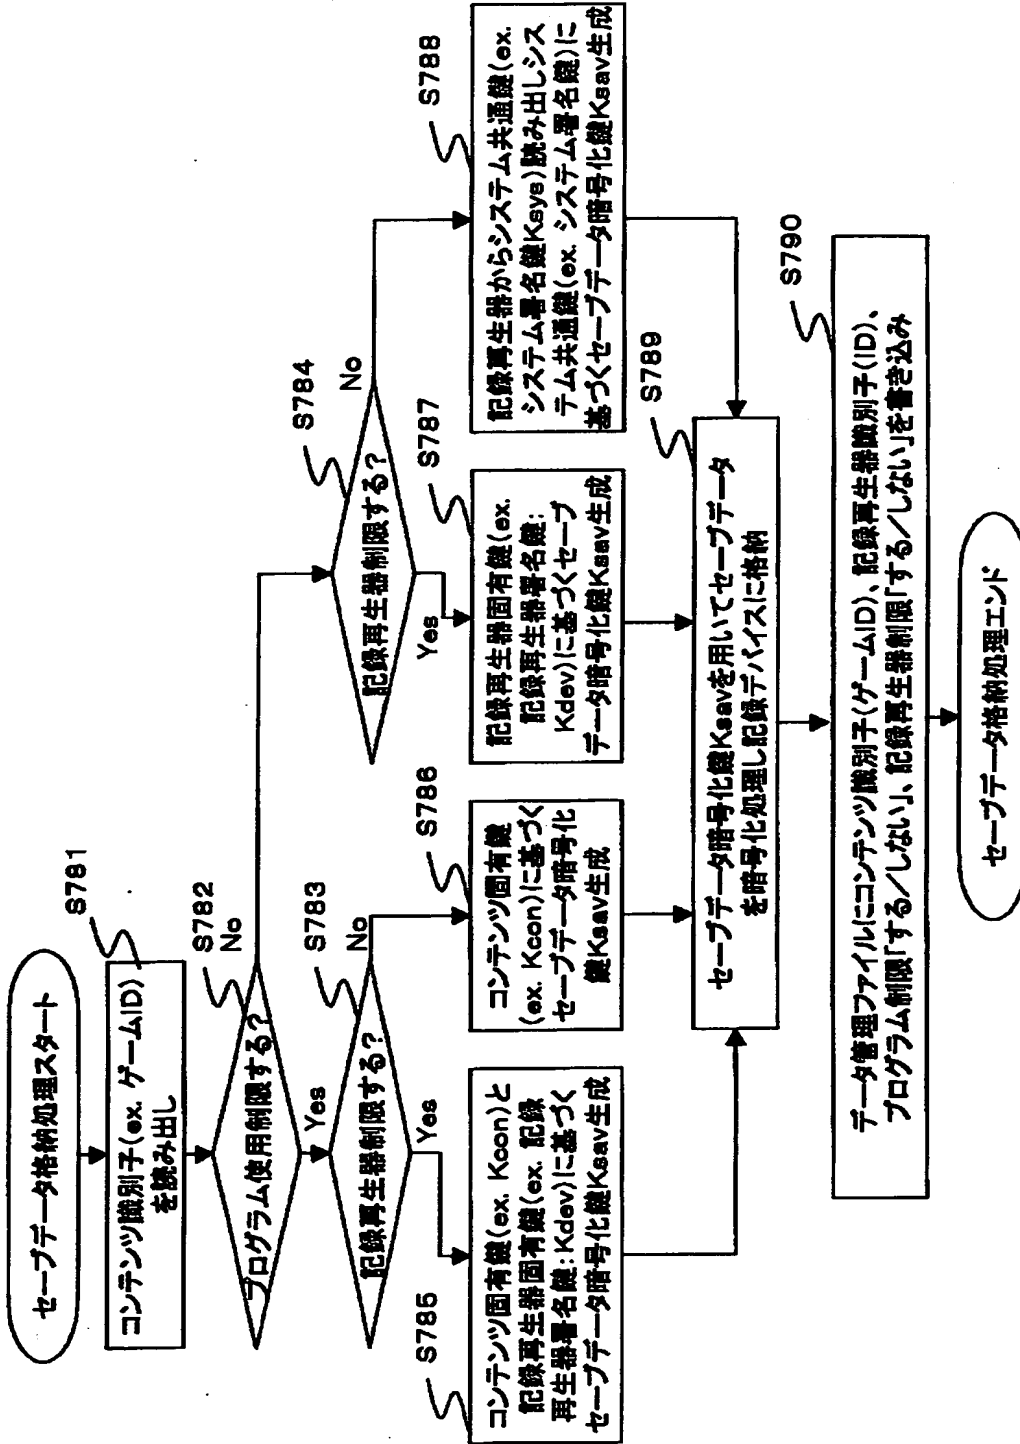 セーブデータ格納処理スタート
S781
コンテンツ識別子(ex. ゲームID)
を読み出し
S782
プログラム使用制限する?
No
Yes
S783
記録再生器制限する?
No
Yes
S784
記録再生器制限する?
No
Yes
S785
コンテンツ固有鍵(ex. Kcon)と
記録再生器固有鍵(ex. 記録
再生器署名鍵:Kdev)に基づく
セーブデータ暗号化鍵Ksav生成
S786
コンテンツ固有鍵
(ex. Kcon)に基づく
セーブデータ暗号化
鍵Ksav生成
S787
記録再生器固有鍵(ex.
記録再生器署名鍵:
Kdev)に基づくセーブ
データ暗号化鍵Ksav生成
S788
記録再生器からシステム共通鍵(ex.
システム署名鍵Ksys)読み出しシス
テム共通鍵(ex. システム署名鍵)に
基づくセーブデータ暗号化鍵Ksav生成
S789
セーブデータ暗号化鍵Ksavを用いてセーブデータ
を暗号化処理し記録デバイスに格納
S790
データ管理ファイルにコンテンツ識別子(ゲームID)、記録再生器識別子(ID)、
プログラム制限「する/しない」、記録再生器制限「する/しない」を書き込み
セーブデータ格納処理エンド